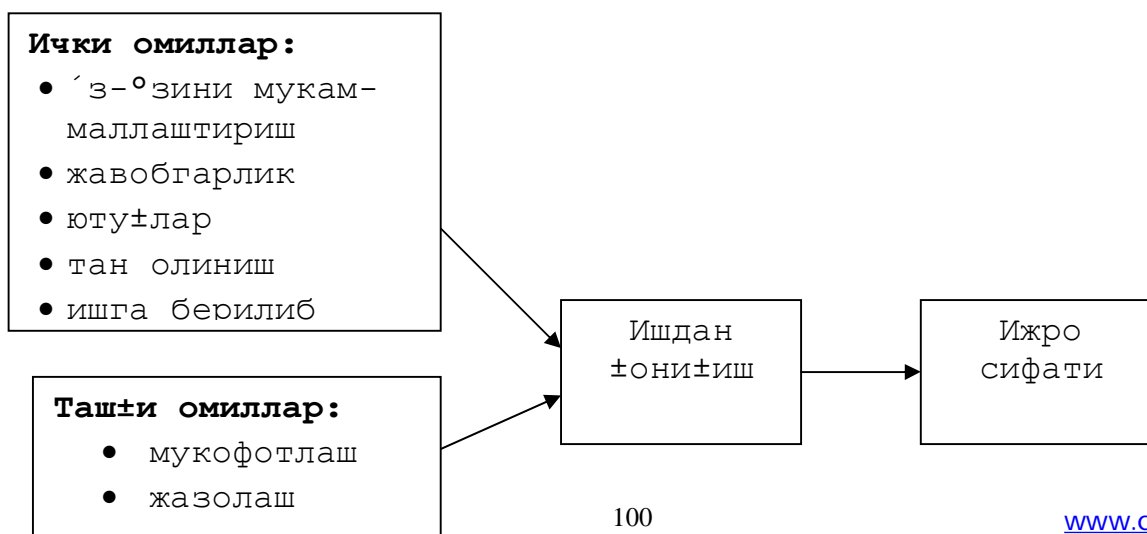 Ички омиллар:
• ´з-°зини мукам-
маллаштириш
• жавобгарлик
• юту±лар
• тан олиниш
• ишга берилиб
Таш±и омиллар:
• мукофотлаш
• жазолаш
Ишдан
±они±иш
Ижро
сифати
100
www.o